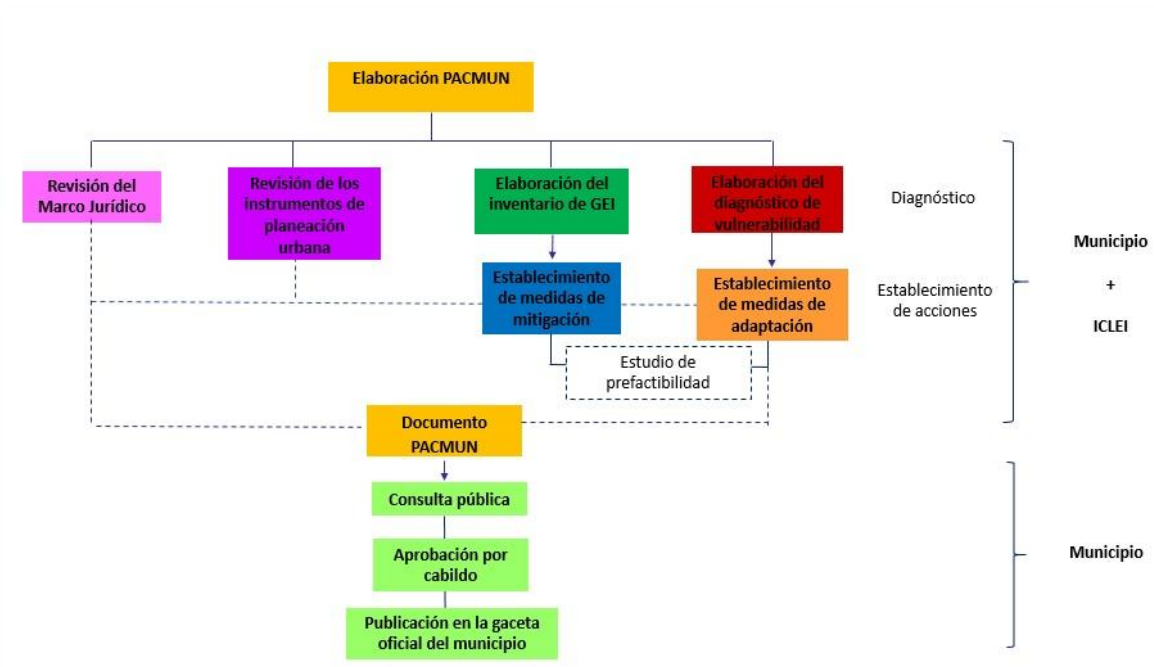 Elaboración PACMUN
Revisión del
Marco Jurídico
Revisión de los
instrumentos de
planeación
urbana
Elaboración del
inventario de GEI
Elaboración del
diagnóstico de
vulnerabilidad
Diagnóstico
Establecimiento
de medidas de
mitigación
Establecimiento
de medidas de
adaptación
Establecimiento
de acciones
Municipio
+
ICLEI
Estudio de
prefactibilidad
Documento
PACMUN
Consulta pública
Aprobación por
cabildo
Publicación en la gaceta
oficial del municipio
Municipio